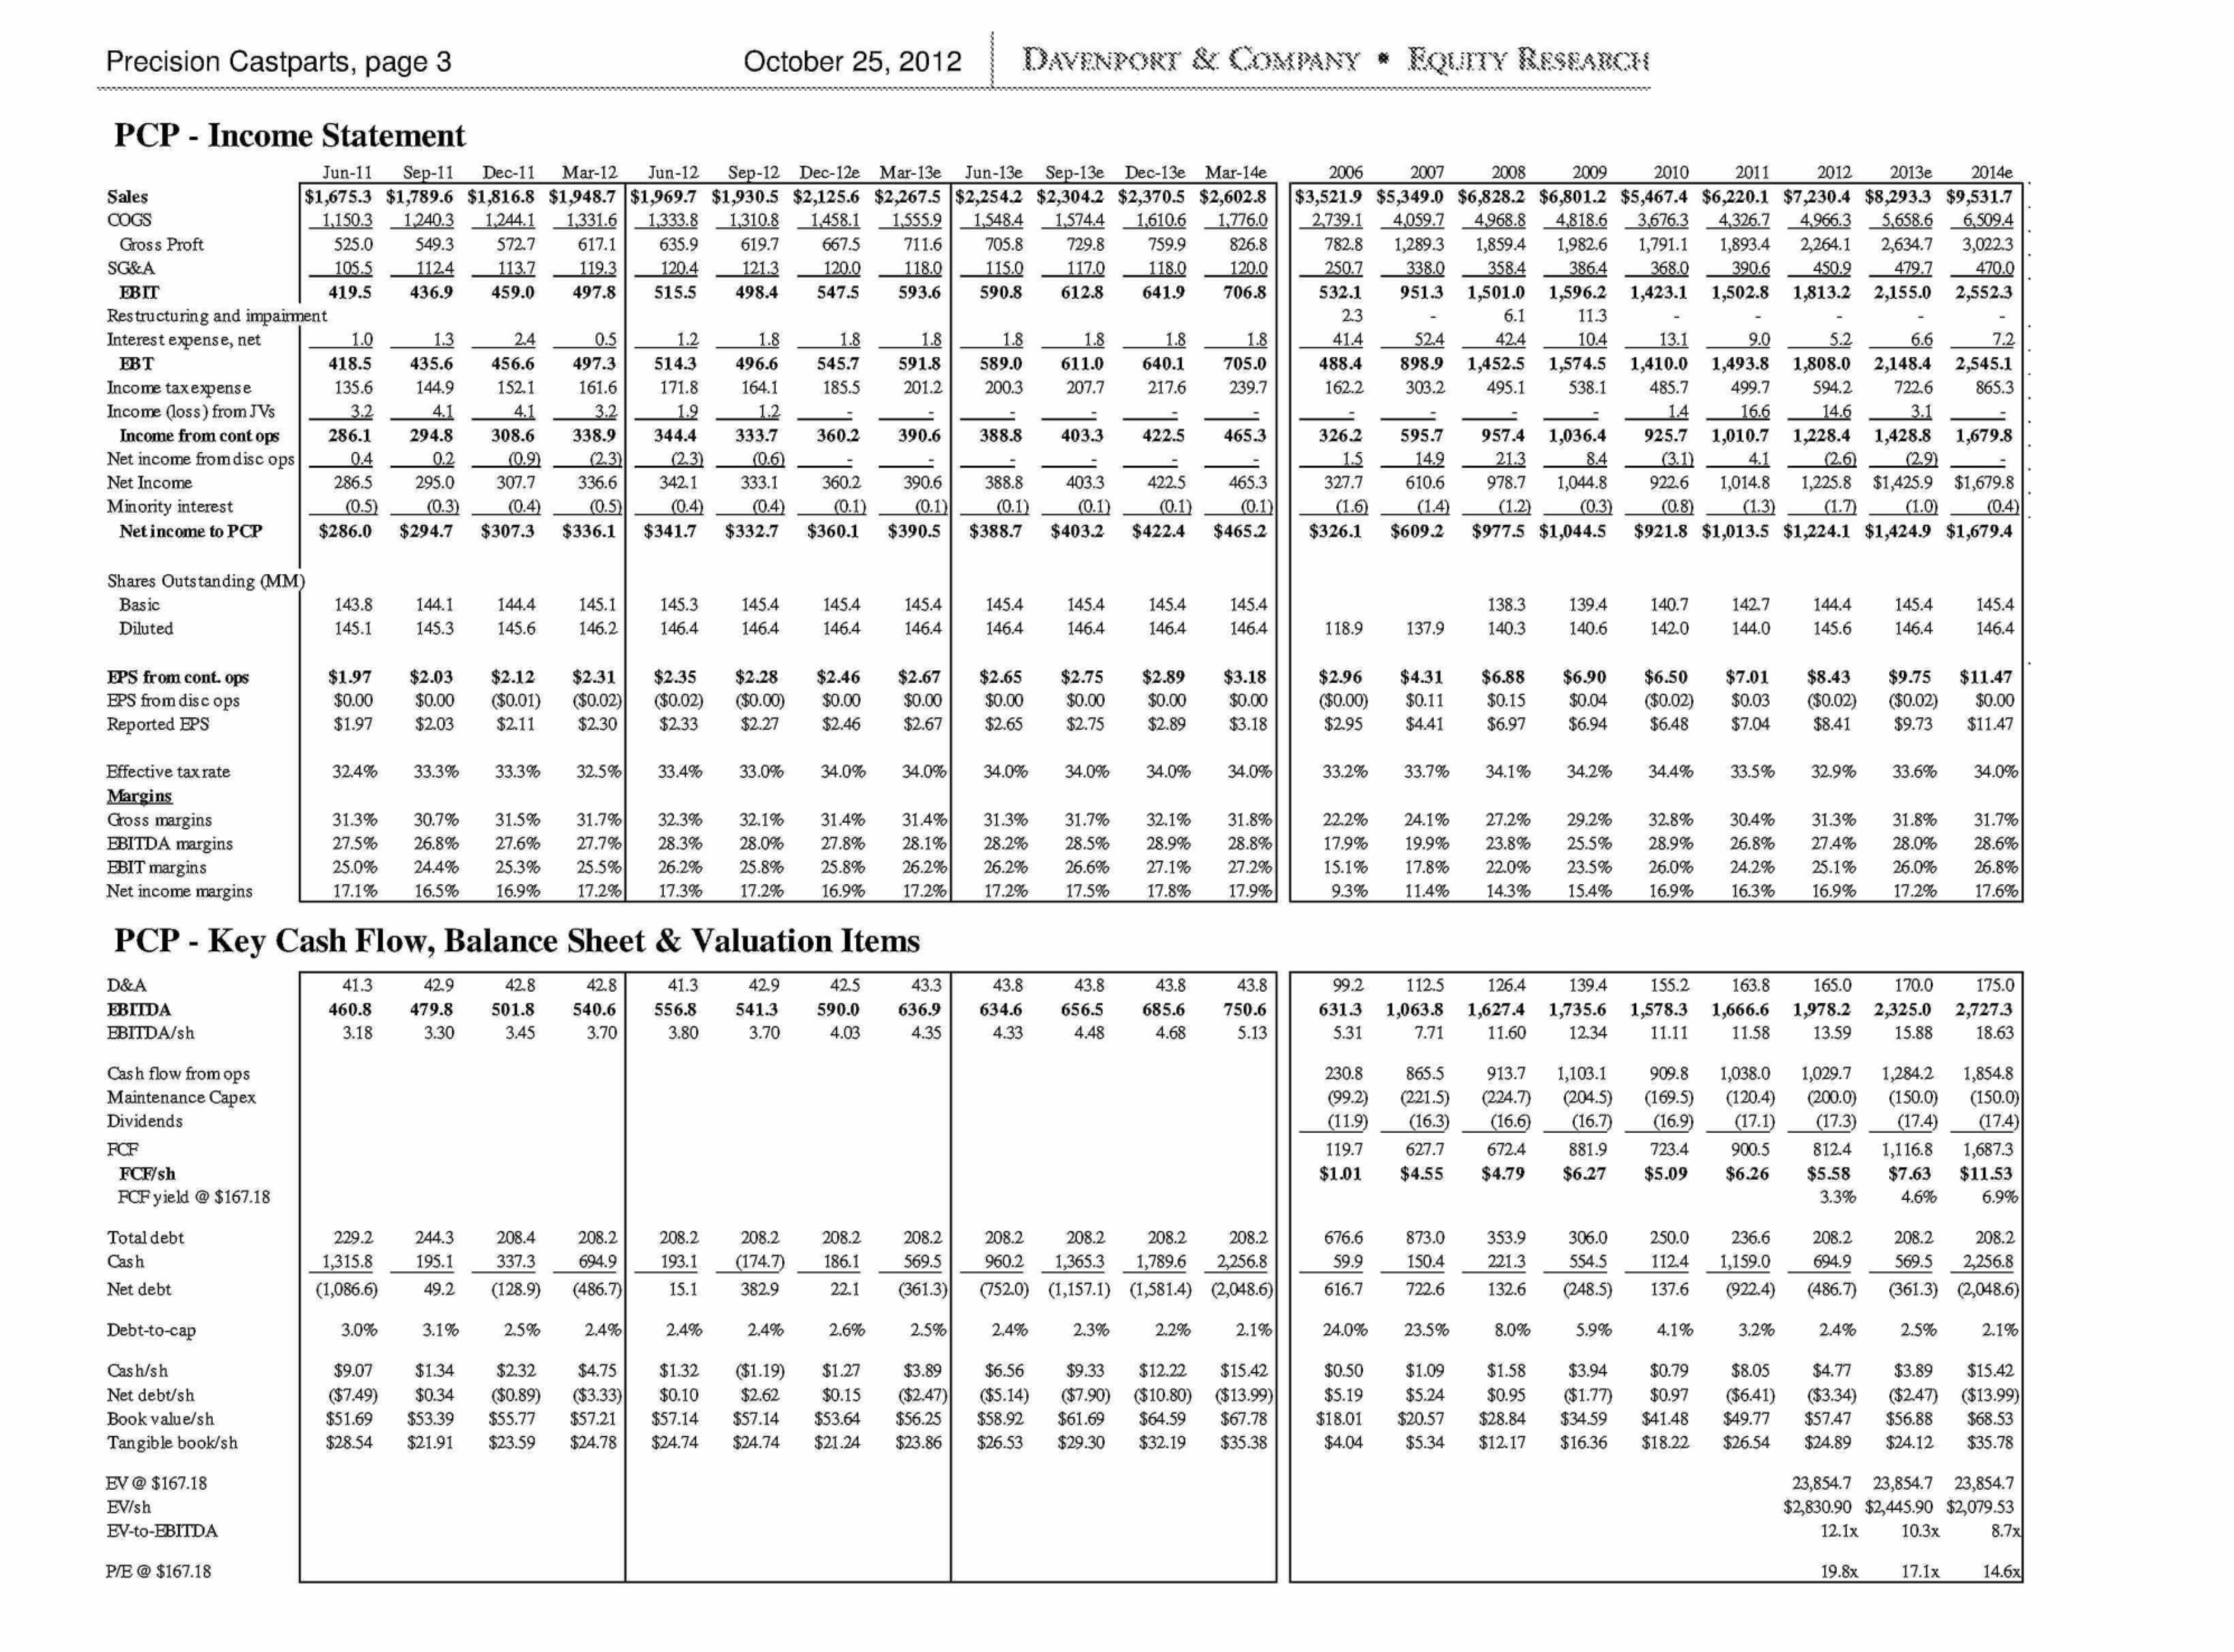 Precision Castparts, page 3 October 25, 2012 DAVENPORT & COMPANY • EQUITY RESEARCH
PCP - Income Statement
Jun-11 Sep-11 Dec-11 Mar-12 Jun-12 Sep-12 Dec-12e Mar-13e Jun-13e Sep-13e Dec-13e Mar-14e 2006 2007 2008 2009 2010 2011 2012 2013e 2014e
Sales $1,675.3 $1,789.6 $1,816.8 $1,948.7 $1,969.7 $1,930.5 $2,125.6 $2,267.5 $2,254.2 $2,304.2 $2,370.5 $2,602.8 $3,521.9 $5,349.0 $6,828.2 $6,801.2 $5,467.4 $6,220.1 $7,230.4 $8,293.3 $9,531.7
COGS 1,150.3 1,240.3 1,244.1 1,331.6 1,333.8 1,310.8 1,458.1 1,555.9 1,548.4 1,574.4 1,610.6 1,776.0 2,739.1 4,059.7 4,968.8 4,818.6 3,676.3 4,326.7 4,966.3 5,658.6 6,509.4
Gross Proft 525.0 549.3 572.7 617.1 635.9 619.7 667.5 711.6 705.8 729.8 759.9 826.8 782.8 1,289.3 1,859.4 1,982.6 1,791.1 1,893.4 2,264.1 2,634.7 3,022.3
SG&A 105.5 112.4 113.7 119.3 120.4 121.3 120.0 118.0 115.0 117.0 118.0 120.0 250.7 338.0 358.4 386.4 368.0 390.6 450.9 479.7 470.0
EBIT 419.5 436.9 459.0 497.8 515.5 498.4 547.5 593.6 590.8 612.8 641.9 706.8 532.1 951.3 1,501.0 1,596.2 1,423.1 1,502.8 1,813.2 2,155.0 2,552.3
Restructuring and impairment 2.3 - 6.1 11.3 - - - - -
Interest expense, net 1.0 1.3 2.4 0.5 1.2 1.8 1.8 1.8 1.8 1.8 1.8 1.8 41.4 52.4 42.4 10.4 13.1 9.0 5.2 6.6 7.2
EBT 418.5 435.6 456.6 497.3 514.3 496.6 545.7 591.8 589.0 611.0 640.1 705.0 488.4 898.9 1,452.5 1,574.5 1,410.0 1,493.8 1,808.0 2,148.4 2,545.1
Income tax expense 135.6 144.9 152.1 161.6 171.8 164.1 185.5 201.2 200.3 207.7 217.6 239.7 162.2 303.2 495.1 538.1 485.7 499.7 594.2 722.6 865.3
Income (loss) from JVs 3.2 4.1 4.1 3.2 1.9 1.2 - - - - - - - - - - 1.4 16.6 14.6 3.1 -
Income from cont ops 286.1 294.8 308.6 338.9 344.4 333.7 360.2 390.6 388.8 403.3 422.5 465.3 326.2 595.7 957.4 1,036.4 925.7 1,010.7 1,228.4 1,428.8 1,679.8
Net income from disc ops 0.4 0.2 (0.9) (2.3) (2.3) (0.6) - - - - - - 1.5 14.9 21.3 8.4 (3.1) 4.1 (2.6) (2.9) -
Net Income 286.5 295.0 307.7 336.6 342.1 333.1 360.2 390.6 388.8 403.3 422.5 465.3 327.7 610.6 978.7 1,044.8 922.6 1,014.8 1,225.8 $1,425.9 $1,679.8
Minority interest (0.5) (0.3) (0.4) (0.5) (0.4) (0.4) (0.1) (0.1) (0.1) (0.1) (0.1) (0.1) (1.6) (1.4) (1.2) (0.3) (0.8) (1.3) (1.7) (1.0) (0.4)
Net income to PCP $286.0 $294.7 $307.3 $336.1 $341.7 $332.7 $360.1 $390.5 $388.7 $403.2 $422.4 $465.2 $326.1 $609.2 $977.5 $1,044.5 $921.8 $1,013.5 $1,224.1 $1,424.9 $1,679.4
Shares Outstanding (MM)
Basic 143.8 144.1 144.4 145.1 145.3 145.4 145.4 145.4 145.4 145.4 145.4 145.4 138.3 139.4 140.7 142.7 144.4 145.4 145.4
Diluted 145.1 145.3 145.6 146.2 146.4 146.4 146.4 146.4 146.4 146.4 146.4 146.4 118.9 137.9 140.3 140.6 142.0 144.0 145.6 146.4 146.4
EPS from cont. ops $1.97 $2.03 $2.12 $2.31 $2.35 $2.28 $2.46 $2.67 $2.65 $2.75 $2.89 $3.18 $2.96 $4.31 $6.88 $6.90 $6.50 $7.01 $8.43 $9.75 $11.47
EPS from disc ops $0.00 $0.00 ($0.01) ($0.02) ($0.02) ($0.00) $0.00 $0.00 $0.00 $0.00 $0.00 $0.00 ($0.00) $0.11 $0.15 $0.04 ($0.02) $0.03 ($0.02) ($0.02) $0.00
Reported EPS $1.97 $2.03 $2.11 $2.30 $2.33 $2.27 $2.46 $2.67 $2.65 $2.75 $2.89 $3.18 $2.95 $4.41 $6.97 $6.94 $6.48 $7.04 $8.41 $9.73 $11.47
Effective tax rate 32.4% 33.3% 33.3% 32.5% 33.4% 33.0% 34.0% 34.0% 34.0% 34.0% 34.0% 34.0% 33.2% 33.7% 34.1% 34.2% 34.4% 33.5% 32.9% 33.6% 34.0%
Margins
Gross margins 31.3% 30.7% 31.5% 31.7% 32.3% 32.1% 31.4% 31.4% 31.3% 31.7% 32.1% 31.8% 22.2% 24.1% 27.2% 29.2% 32.8% 30.4% 31.3% 31.8% 31.7%
EBITDA margins 27.5% 26.8% 27.6% 27.7% 28.3% 28.0% 27.8% 28.1% 28.2% 28.5% 28.9% 28.8% 17.9% 19.9% 23.8% 25.5% 28.9% 26.8% 27.4% 28.0% 28.6%
EBIT margins 25.0% 24.4% 25.3% 25.5% 26.2% 25.8% 25.8% 26.2% 26.2% 26.6% 27.1% 27.2% 15.1% 17.8% 22.0% 23.5% 26.0% 24.2% 25.1% 26.0% 26.8%
Net income margins 17.1% 16.5% 16.9% 17.2% 17.3% 17.2% 16.9% 17.2% 17.2% 17.5% 17.8% 17.9% 9.3% 11.4% 14.3% 15.4% 16.9% 16.3% 16.9% 17.2% 17.6%
PCP - Key Cash Flow, Balance Sheet & Valuation Items
D&A 41.3 42.9 42.8 42.8 41.3 42.9 42.5 43.3 43.8 43.8 43.8 43.8 99.2 112.5 126.4 139.4 155.2 163.8 165.0 170.0 175.0
EBITDA 460.8 479.8 501.8 540.6 556.8 541.3 590.0 636.9 634.6 656.5 685.6 750.6 631.3 1,063.8 1,627.4 1,735.6 1,578.3 1,666.6 1,978.2 2,325.0 2,727.3
EBITDA/sh 3.18 3.30 3.45 3.70 3.80 3.70 4.03 4.35 4.33 4.48 4.68 5.13 5.31 7.71 11.60 12.34 11.11 11.58 13.59 15.88 18.63
Cash flow from ops 230.8 865.5 913.7 1,103.1 909.8 1,038.0 1,029.7 1,284.2 1,854.8
Maintenance Capex (99.2) (221.5) (224.7) (204.5) (169.5) (120.4) (200.0) (150.0) (150.0)
Dividends (11.9) (16.3) (16.6) (16.7) (16.9) (17.1) (17.3) (17.4) (17.4)
FCF 119.7 627.7 672.4 881.9 723.4 900.5 812.4 1,116.8 1,687.3
FCF/sh $1.01 $4.55 $4.79 $6.27 $5.09 $6.26 $5.58 $7.63 $11.53
FCF yield @ $167.18 3.3% 4.6% 6.9%
Total debt 229.2 244.3 208.4 208.2 208.2 208.2 208.2 208.2 208.2 208.2 208.2 208.2 676.6 873.0 353.9 306.0 250.0 236.6 208.2 208.2 208.2
Cash 1,315.8 195.1 337.3 694.9 193.1 (174.7) 186.1 569.5 960.2 1,365.3 1,789.6 2,256.8 59.9 150.4 221.3 554.5 112.4 1,159.0 694.9 569.5 2,256.8
Net debt (1,086.6) 49.2 (128.9) (486.7) 15.1 382.9 22.1 (361.3) (752.0) (1,157.1) (1,581.4) (2,048.6) 616.7 722.6 132.6 (248.5) 137.6 (922.4) (486.7) (361.3) (2,048.6)
Debt-to-cap 3.0% 3.1% 2.5% 2.4% 2.4% 2.4% 2.6% 2.5% 2.4% 2.3% 2.2% 2.1% 24.0% 23.5% 8.0% 5.9% 4.1% 3.2% 2.4% 2.5% 2.1%
Cash/sh $9.07 $1.34 $2.32 $4.75 $1.32 ($1.19) $1.27 $3.89 $6.56 $9.33 $12.22 $15.42 $0.50 $1.09 $1.58 $3.94 $0.79 $8.05 $4.77 $3.89 $15.42
Net debt/sh ($7.49) $0.34 ($0.89) ($3.33) $0.10 $2.62 $0.15 ($2.47) ($5.14) ($7.90) ($10.80) ($13.99) $5.19 $5.24 $0.95 ($1.77) $0.97 ($6.41) ($3.34) ($2.47) ($13.99)
Book value/sh $51.69 $53.39 $55.77 $57.21 $57.14 $57.14 $53.64 $56.25 $58.92 $61.69 $64.59 $67.78 $18.01 $20.57 $28.84 $34.59 $41.48 $49.77 $57.47 $56.88 $68.53
Tangible book/sh $28.54 $21.91 $23.59 $24.78 $24.74 $24.74 $21.24 $23.86 $26.53 $29.30 $32.19 $35.38 $4.04 $5.34 $12.17 $16.36 $18.22 $26.54 $24.89 $24.12 $35.78
EV @ $167.18 23,854.7 23,854.7 23,854.7
EV/sh $2,830.90 $2,445.90 $2,079.53
EV-to-EBITDA 12.1x 10.3x 8.7x
P/E @ $167.18 19.8x 17.1x 14.6x